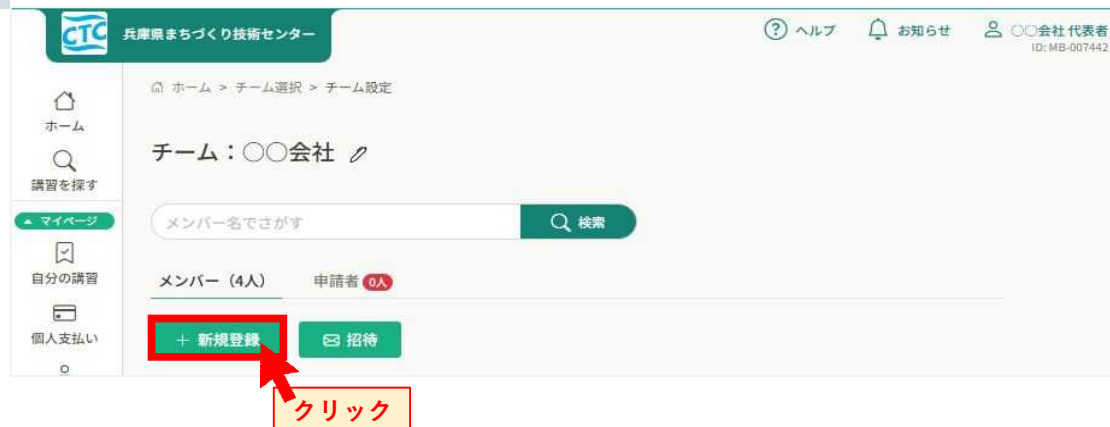 CTC 兵庫県まちづくり技術センター
? ヘルプ お知らせ ○○会社 代表者
ID: MB-007442
ホーム > チーム選択 > チーム設定
ホーム
チーム：○○会社
講習を探す
マイページ
メンバー名でさがす 検索
自分の講習
メンバー（4人） 申請者 0人
個人支払い
＋ 新規登録 招待
クリック